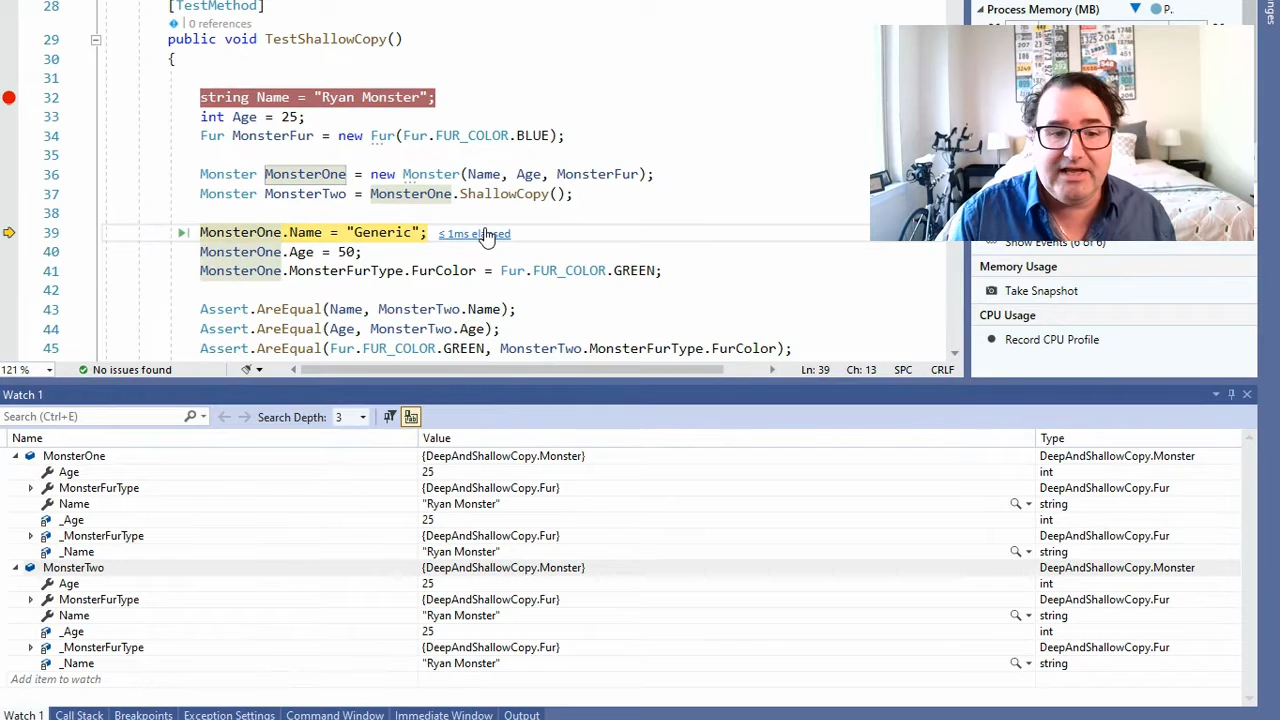 28 [TestMethod]
0 references
29 public void TestShallowCopy()
30 {
31
32 string Name = "Ryan Monster";
33 int Age = 25;
34 Fur MonsterFur = new Fur(Fur.FUR_COLOR.BLUE);
35
36 Monster MonsterOne = new Monster(Name, Age, MonsterFur);
37 Monster MonsterTwo = MonsterOne.ShallowCopy();
38
39 MonsterOne.Name = "Generic"; ≤ 1ms elapsed
40 MonsterOne.Age = 50;
41 MonsterOne.MonsterFurType.FurColor = Fur.FUR_COLOR.GREEN;
42
43 Assert.AreEqual(Name, MonsterTwo.Name);
44 Assert.AreEqual(Age, MonsterTwo.Age);
45 Assert.AreEqual(Fur.FUR_COLOR.GREEN, MonsterTwo.MonsterFurType.FurColor);
121 % No issues found Ln: 39 Ch: 13 SPC CRLF
Process Memory (MB) P..
Show Events (6 of 6)
Memory Usage
Take Snapshot
CPU Usage
Record CPU Profile
Watch 1
Search (Ctrl+E) Search Depth: 3
Name Value Type
MonsterOne {DeepAndShallowCopy.Monster} DeepAndShallowCopy.Monster
Age 25 int
MonsterFurType {DeepAndShallowCopy.Fur} DeepAndShallowCopy.Fur
Name "Ryan Monster" string
_Age 25 int
_MonsterFurType {DeepAndShallowCopy.Fur} DeepAndShallowCopy.Fur
_Name "Ryan Monster" string
MonsterTwo {DeepAndShallowCopy.Monster} DeepAndShallowCopy.Monster
Age 25 int
MonsterFurType {DeepAndShallowCopy.Fur} DeepAndShallowCopy.Fur
Name "Ryan Monster" string
_Age 25 int
_MonsterFurType {DeepAndShallowCopy.Fur} DeepAndShallowCopy.Fur
_Name "Ryan Monster" string
Add item to watch
Watch 1 Call Stack Breakpoints Exception Settings Command Window Immediate Window Output